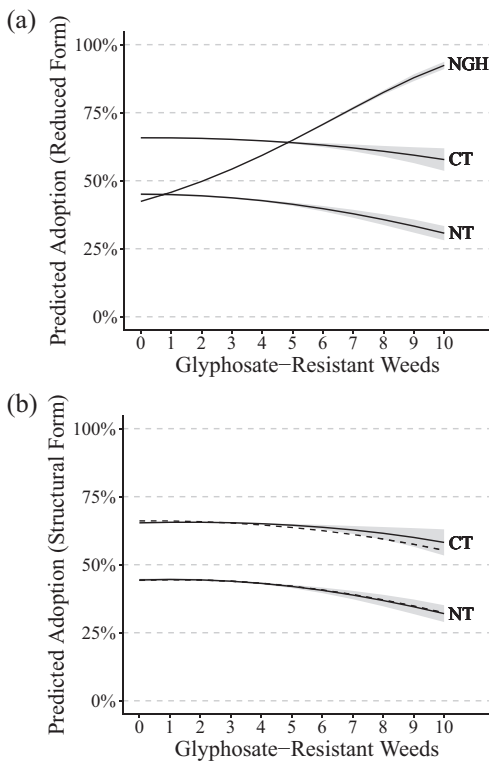 (a)
Predicted Adoption (Reduced Form)
100%
75%
50%
25%
0%
NGH
CT
NT
0 1 2 3 4 5 6 7 8 9 10
Glyphosate−Resistant Weeds
(b)
Predicted Adoption (Structural Form)
100%
75%
50%
25%
0%
CT
NT
0 1 2 3 4 5 6 7 8 9 10
Glyphosate−Resistant Weeds